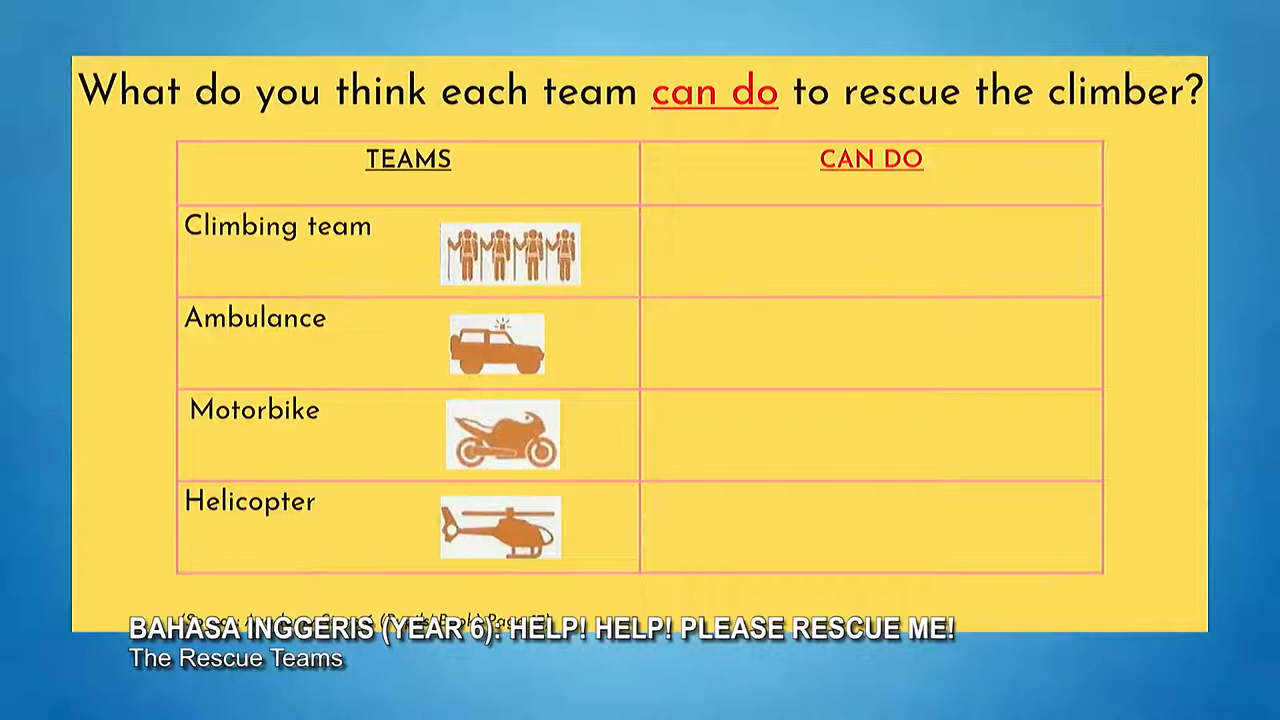 What do you think each team can do to rescue the climber?
TEAMS
CAN DO
Climbing team
Ambulance
Motorbike
Helicopter
BAHASA INGGERIS (YEAR 6): HELP! HELP! PLEASE RESCUE ME!
The Rescue Teams